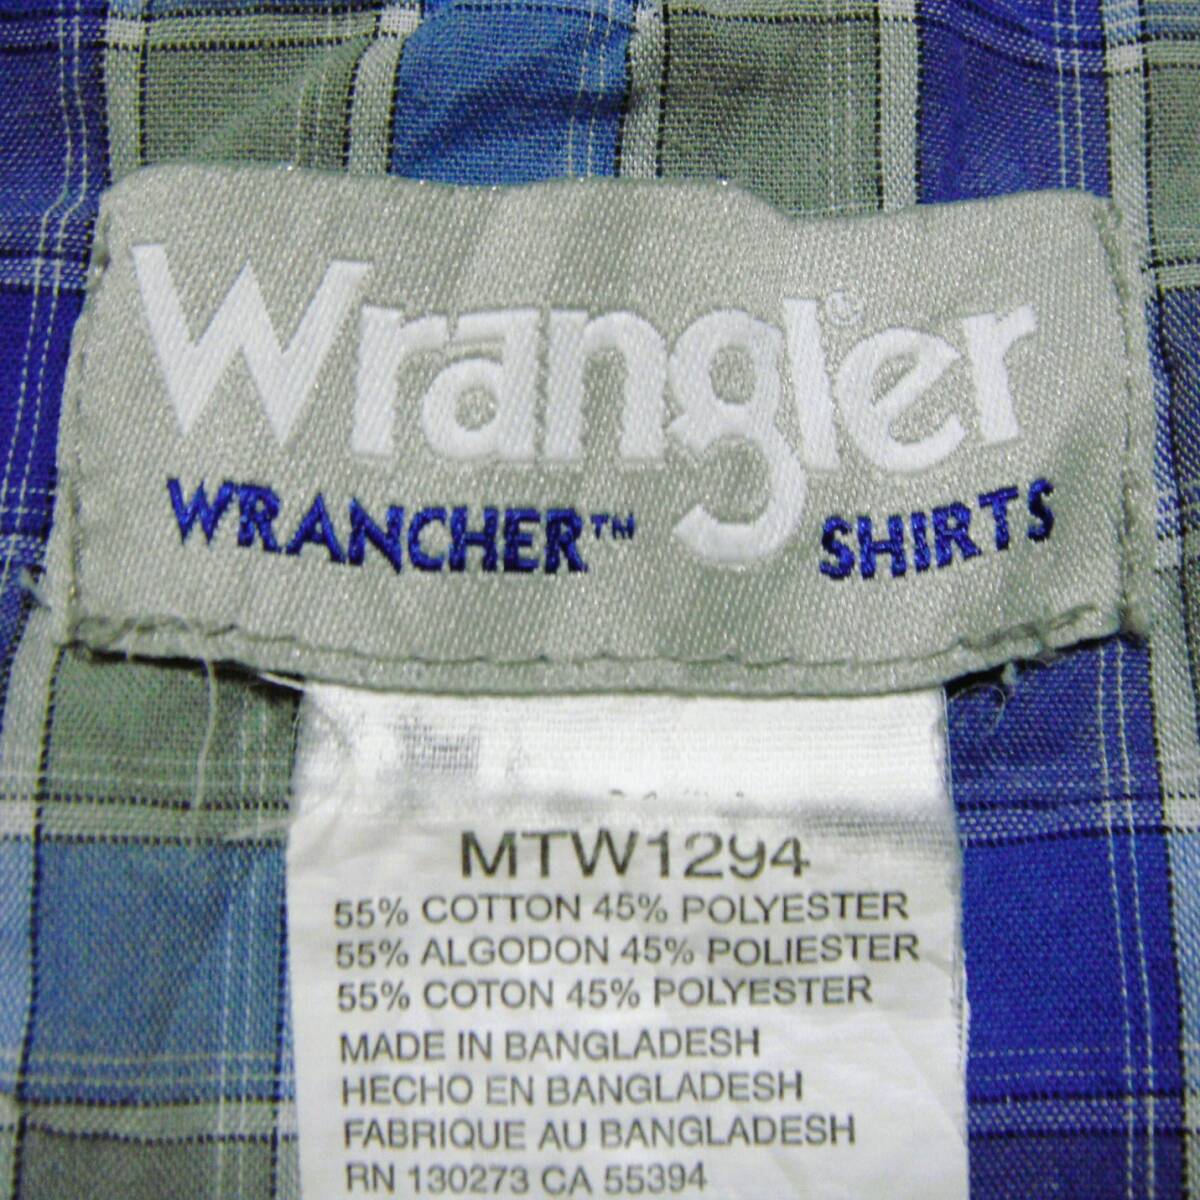 Wrangler®
WRANCHER™ SHIRTS
MTW1294
55% COTTON 45% POLYESTER
55% ALGODON 45% POLIESTER
55% COTON 45% POLYESTER
MADE IN BANGLADESH
HECHO EN BANGLADESH
FABRIQUE AU BANGLADESH
RN 130273 CA 55394